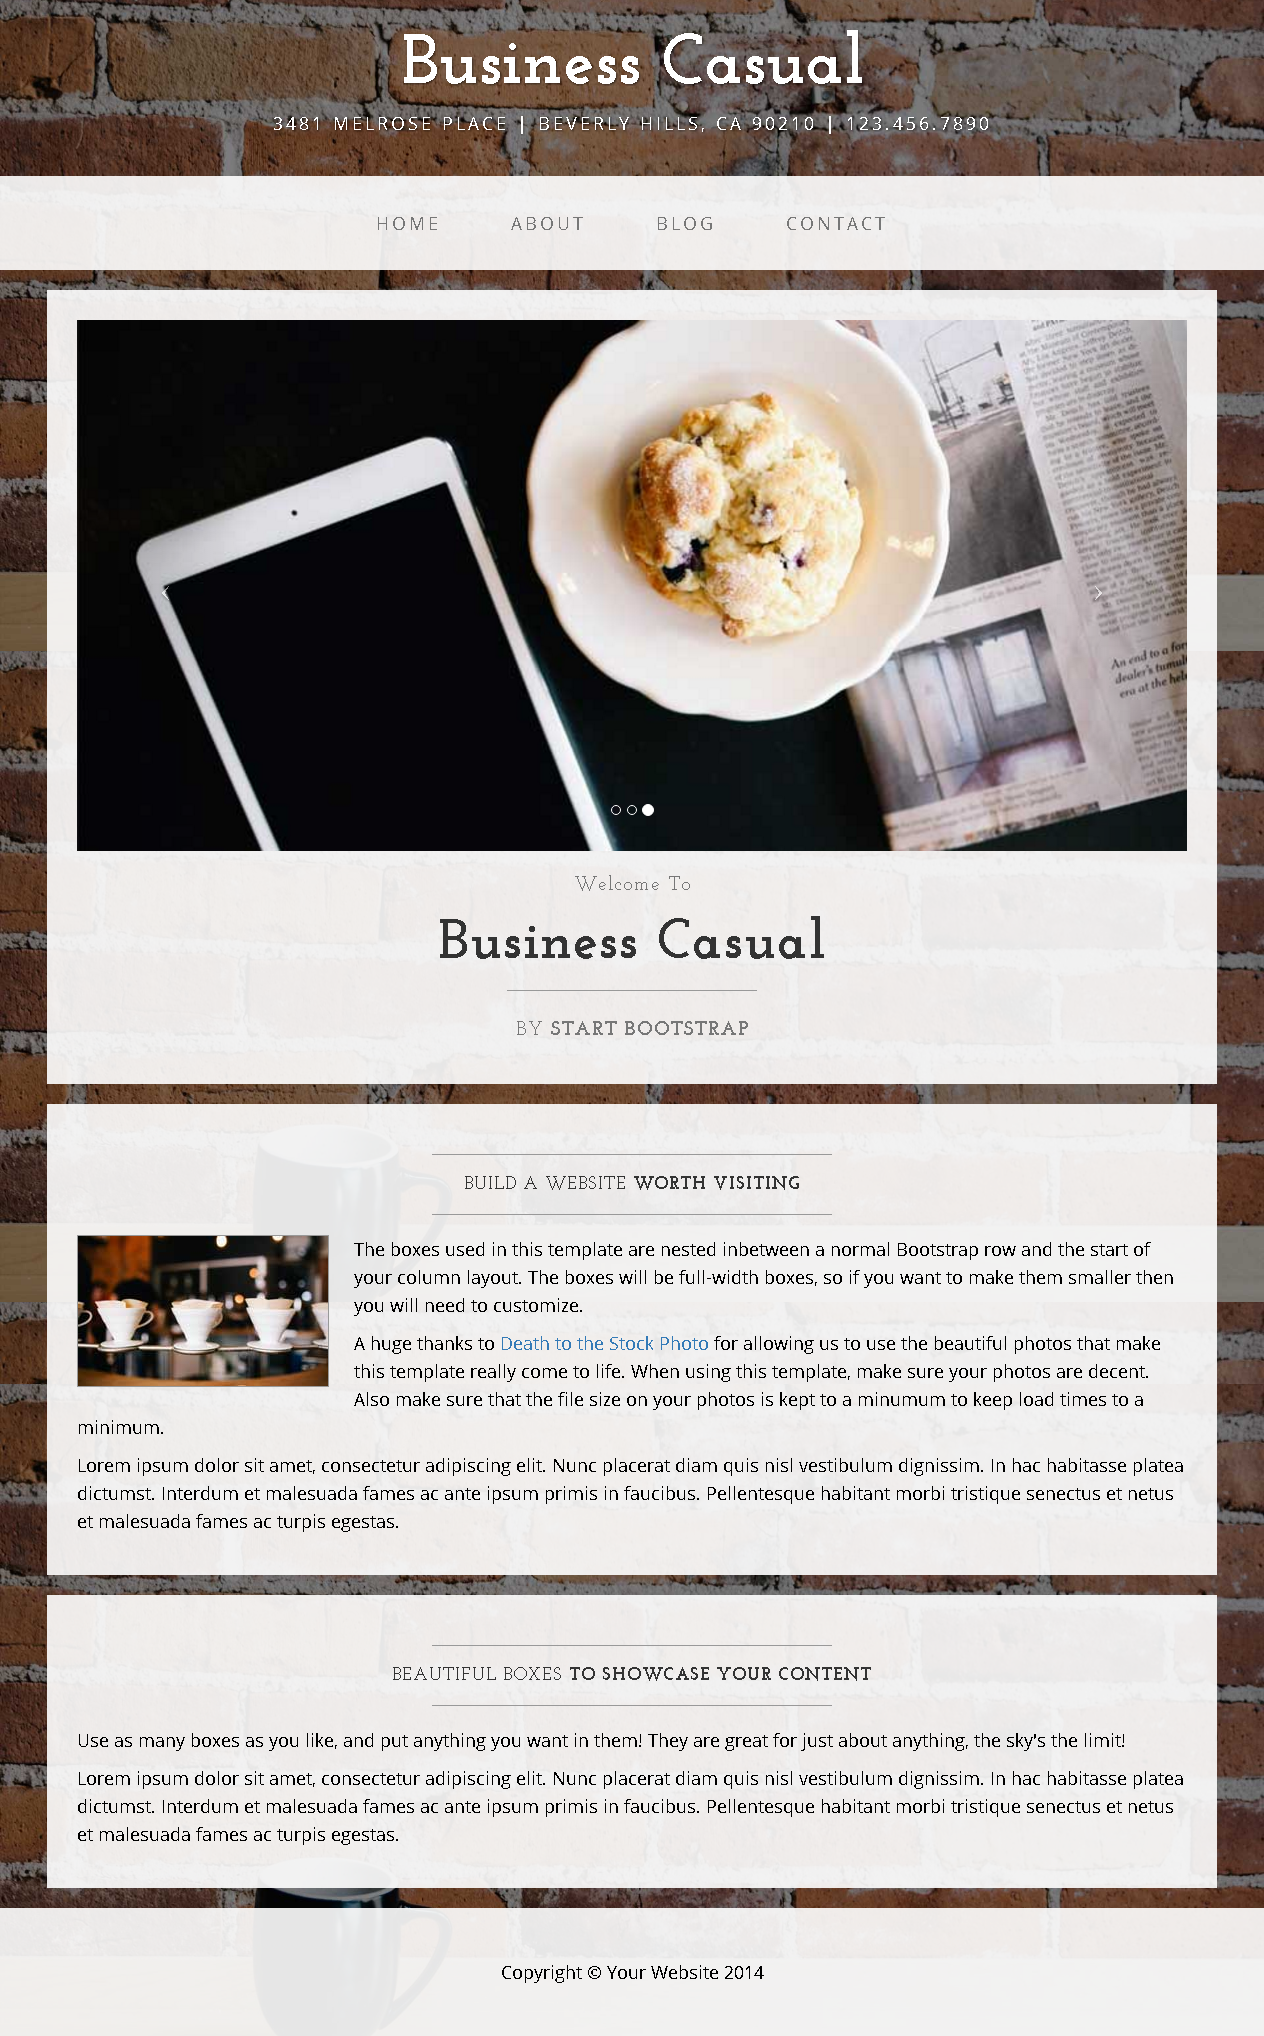 Business Casual
3481 MELROSE PLACE | BEVERLY HILLS, CA 90210 | 123.456.7890
HOME ABOUT BLOG CONTACT
An end to a
dealer's
era at the
Welcome To
Business Casual
BY START BOOTSTRAP
BUILD A WEBSITE WORTH VISITING
The boxes used in this template are nested inbetween a normal Bootstrap row and the start of
your column layout. The boxes will be full-width boxes, so if you want to make them smaller then
you will need to customize.
A huge thanks to Death to the Stock Photo for allowing us to use the beautiful photos that make
this template really come to life. When using this template, make sure your photos are decent.
Also make sure that the file size on your photos is kept to a minumum to keep load times to a
minimum.
Lorem ipsum dolor sit amet, consectetur adipiscing elit. Nunc placerat diam quis nisl vestibulum dignissim. In hac habitasse platea
dictumst. Interdum et malesuada fames ac ante ipsum primis in faucibus. Pellentesque habitant morbi tristique senectus et netus
et malesuada fames ac turpis egestas.
BEAUTIFUL BOXES TO SHOWCASE YOUR CONTENT
Use as many boxes as you like, and put anything you want in them! They are great for just about anything, the sky's the limit!
Lorem ipsum dolor sit amet, consectetur adipiscing elit. Nunc placerat diam quis nisl vestibulum dignissim. In hac habitasse platea
dictumst. Interdum et malesuada fames ac ante ipsum primis in faucibus. Pellentesque habitant morbi tristique senectus et netus
et malesuada fames ac turpis egestas.
Copyright © Your Website 2014